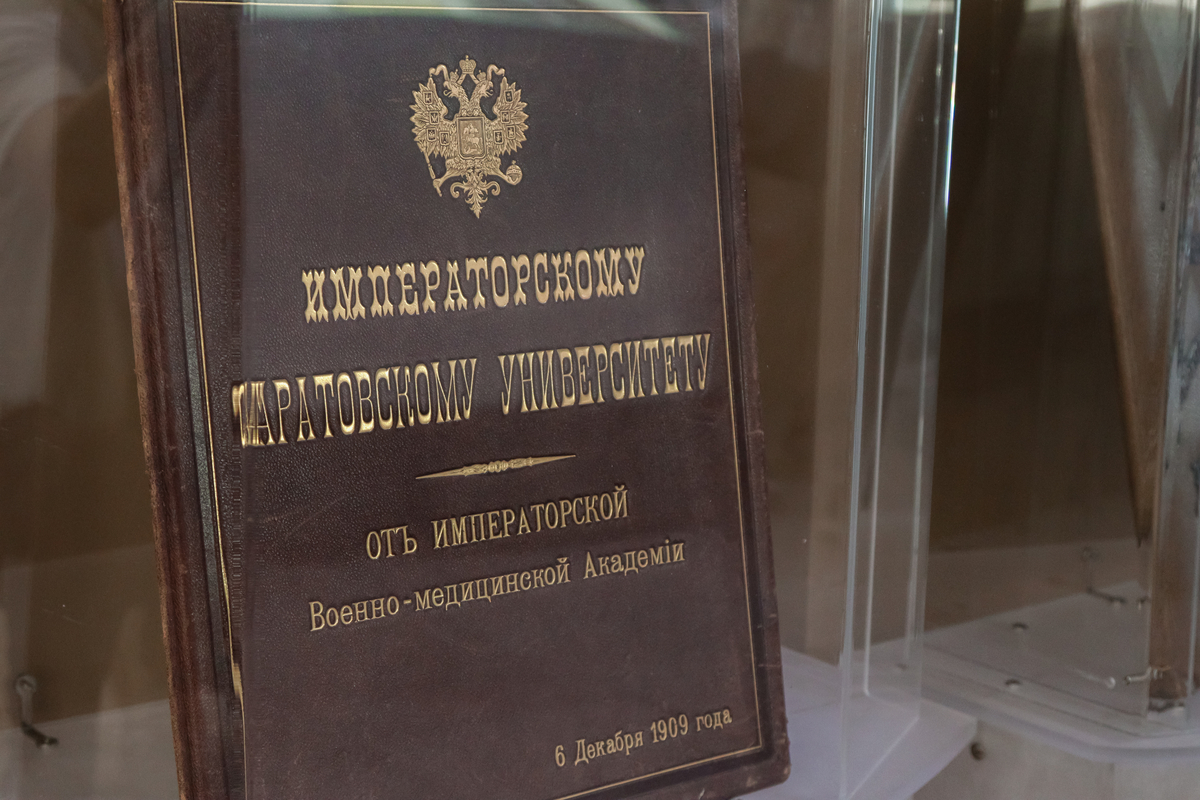 ИМПЕРАТОРСКОМУ
САРАТОВСКОМУ УНИВЕРСИТЕТУ
ОТЪ ИМПЕРАТОРСКОЙ
Военно-медицинской Академіи
6 Декабря 1909 года